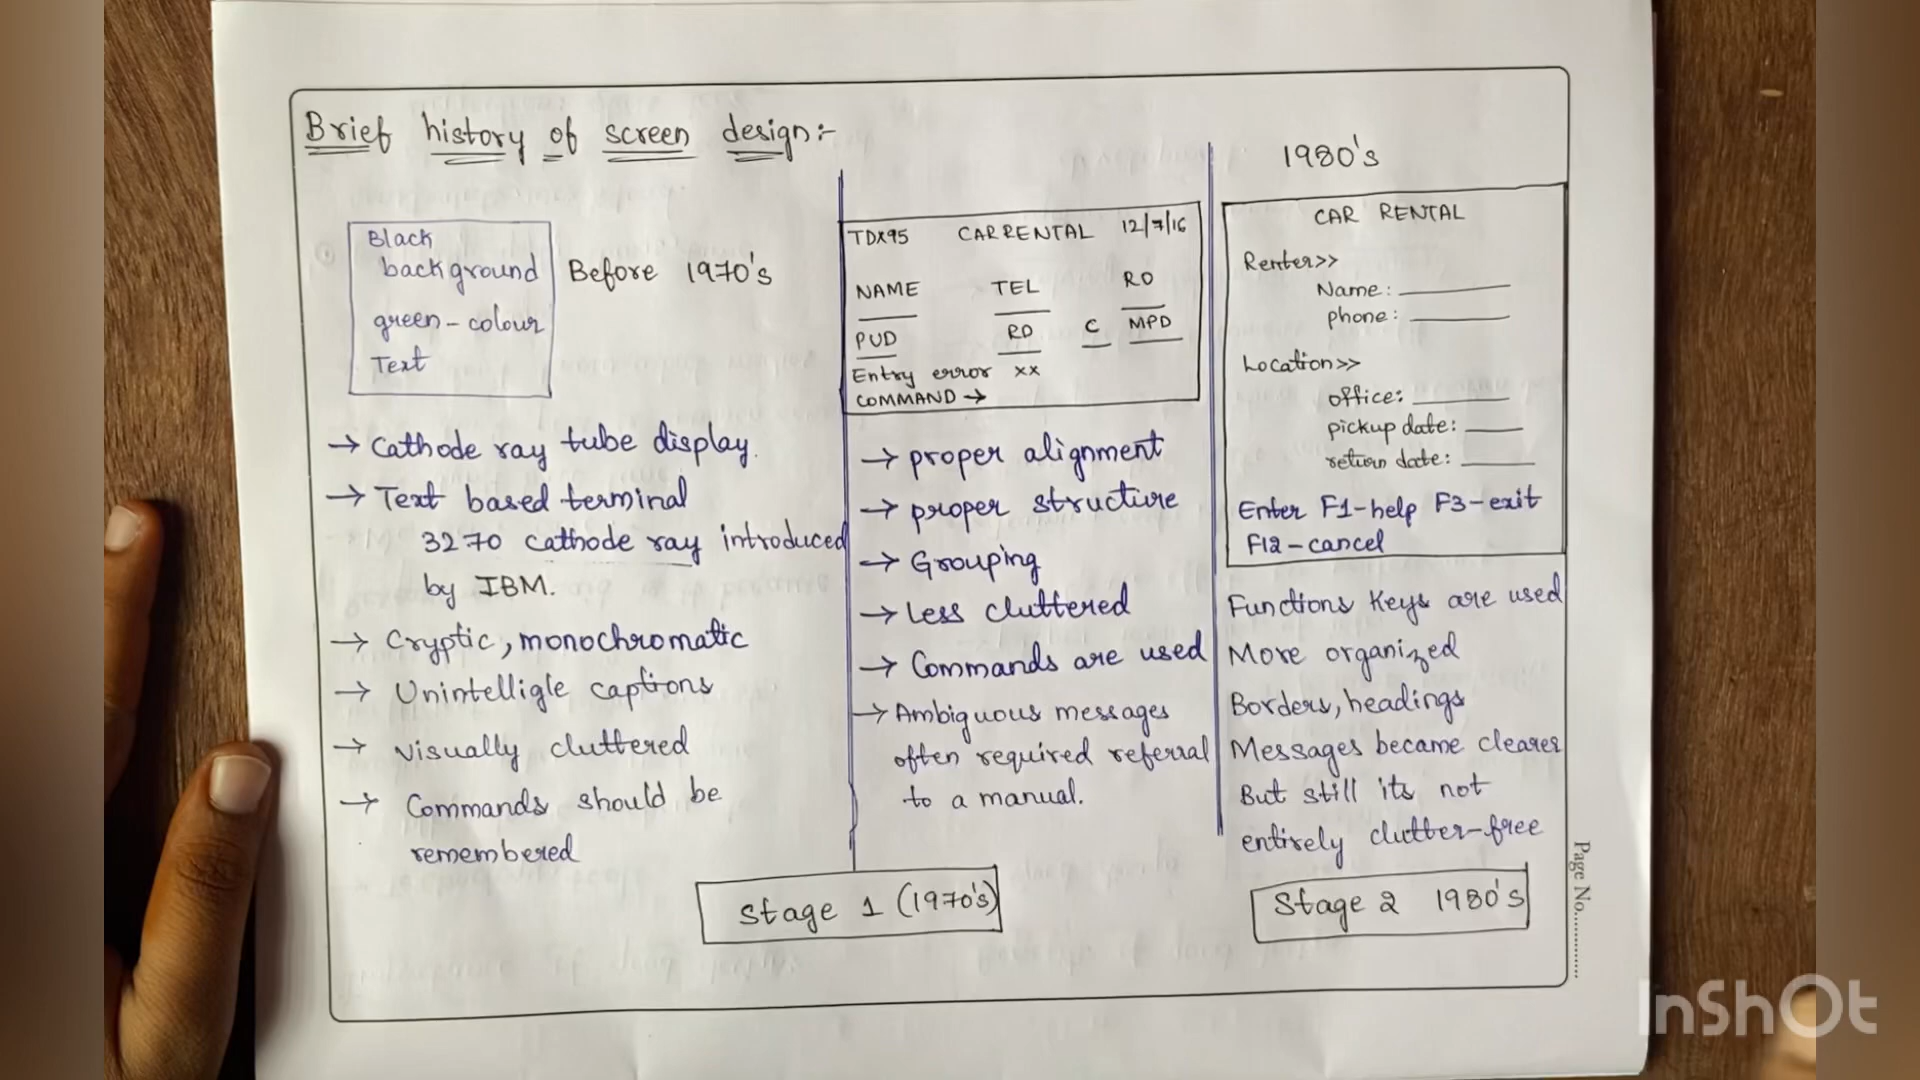 Brief history of screen design:-
Black
background
green-colour
Text
Before 1970's
→ Cathode ray tube display.
→ Text based terminal
3270 cathode ray introduced
by IBM.
→ Cryptic, monochromatic
→ Unintelligle captions
→ Visually cluttered
→ Commands should be
remembered
TDX95 CAR RENTAL 12/7/16
NAME TEL RO
PUD RD C MPD
Entry error xx
COMMAND →
→ proper alignment
→ proper structure
→ Grouping
→ Less cluttered
→ Commands are used
→ Ambiguous messages
often required referral
to a manual.
Stage 1 (1970's)
1980's
CAR RENTAL
Renter>>
Name:
phone:
Location>>
office:
pickup date:
return date:
Enter F1-help F3-exit
F12-cancel
Functions Keys are used
More organized
Borders, headings
Messages became clearer
But still its not
entirely clutter-free
Stage 2 1980's
Page No............
InShOt